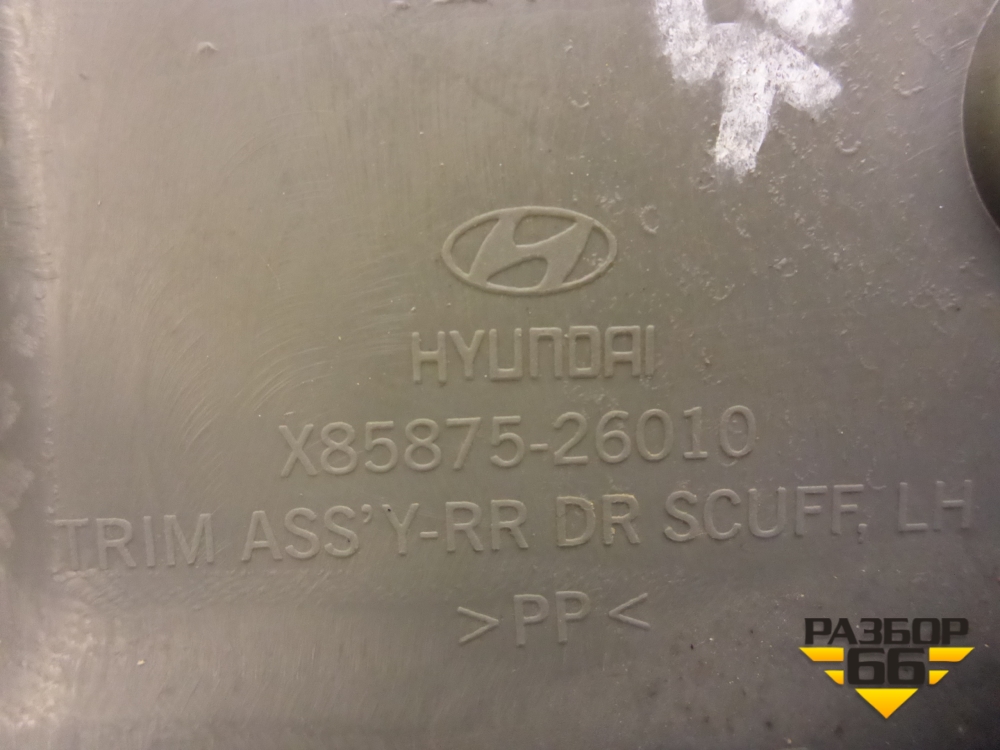 HYUNDAI
X85875-26010
TRIM ASS'Y-RR DR SCUFF, LH
>PP<
РАЗБОР
66